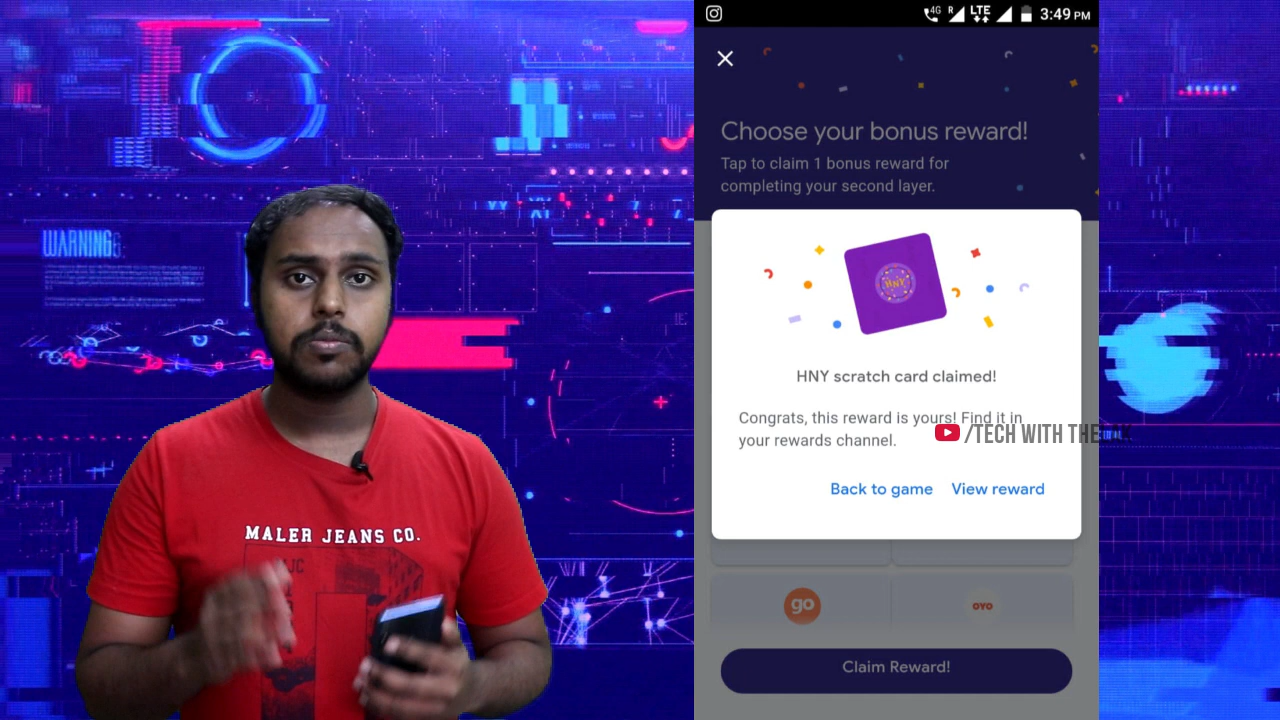 WARNING
MALER JEANS CO.
4G
R
LTE
3:49 PM
Choose your bonus reward!
Tap to claim 1 bonus reward for
completing your second layer.
HNY
HNY scratch card claimed!
Congrats, this reward is yours! Find it in
your rewards channel.
/TECH WITH THE
Back to game
View reward
go
OYO
Claim Reward!